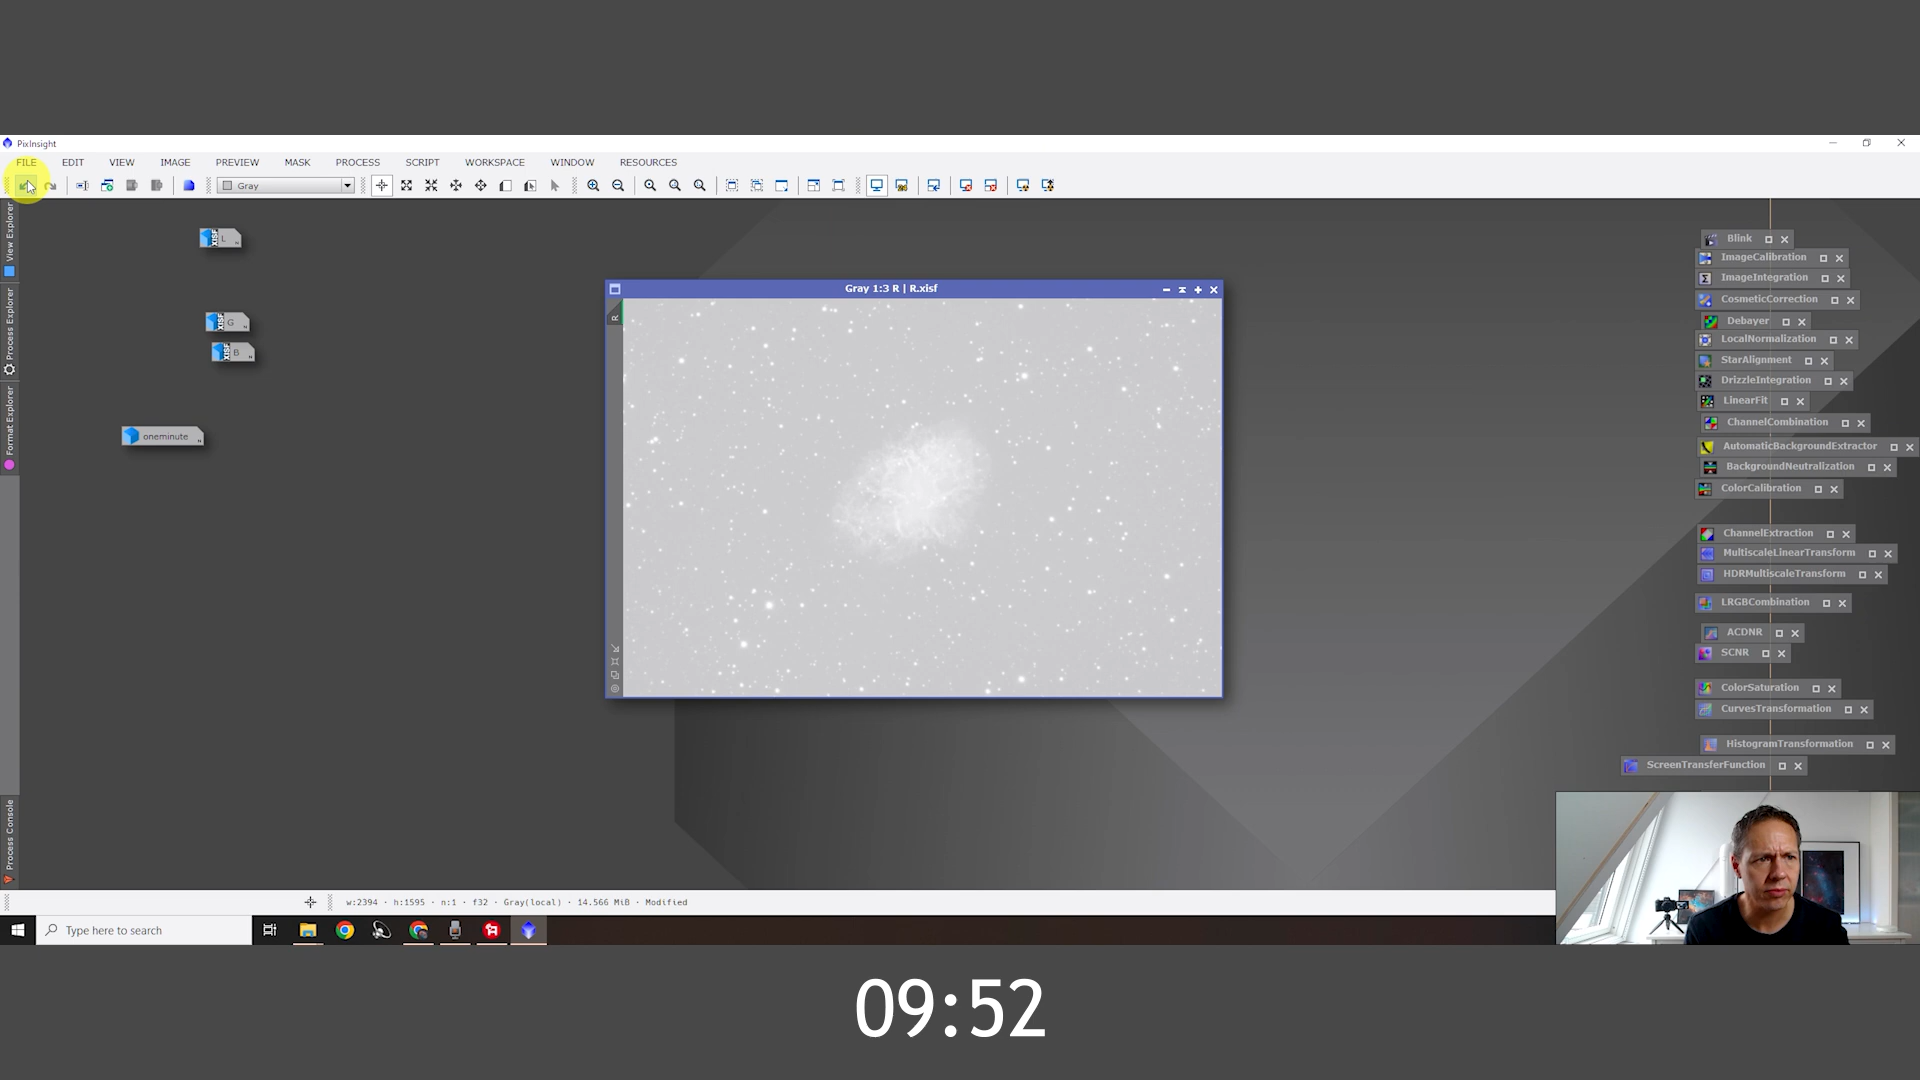 PixInsight
FILE EDIT VIEW IMAGE PREVIEW MASK PROCESS SCRIPT WORKSPACE WINDOW RESOURCES
Gray
View Explorer
Process Explorer
Format Explorer
Process Console
XISF L
XISF G
XISF B
oneminute
Gray 1:3 R | R.xisf
R
Blink
ImageCalibration
ImageIntegration
CosmeticCorrection
Debayer
LocalNormalization
StarAlignment
DrizzleIntegration
LinearFit
ChannelCombination
AutomaticBackgroundExtractor
BackgroundNeutralization
ColorCalibration
ChannelExtraction
MultiscaleLinearTransform
HDRMultiscaleTransform
LRGBCombination
ACDNR
SCNR
ColorSaturation
CurvesTransformation
HistogramTransformation
ScreenTransferFunction
w:2394 · h:1595 · n:1 · f32 · Gray(local) · 14.566 MiB · Modified
Type here to search
09:52